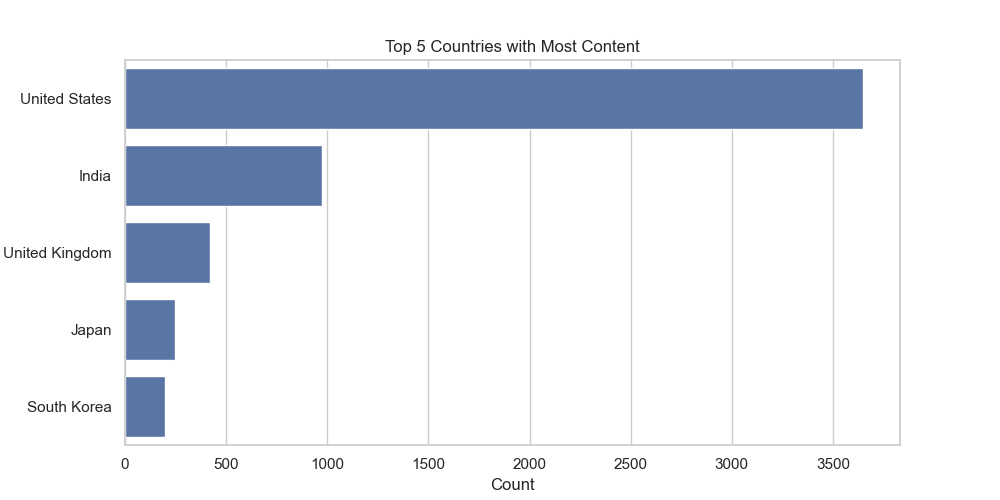 Top 5 Countries with Most Content
United States
India
United Kingdom
Japan
South Korea
0 500 1000 1500 2000 2500 3000 3500
Count